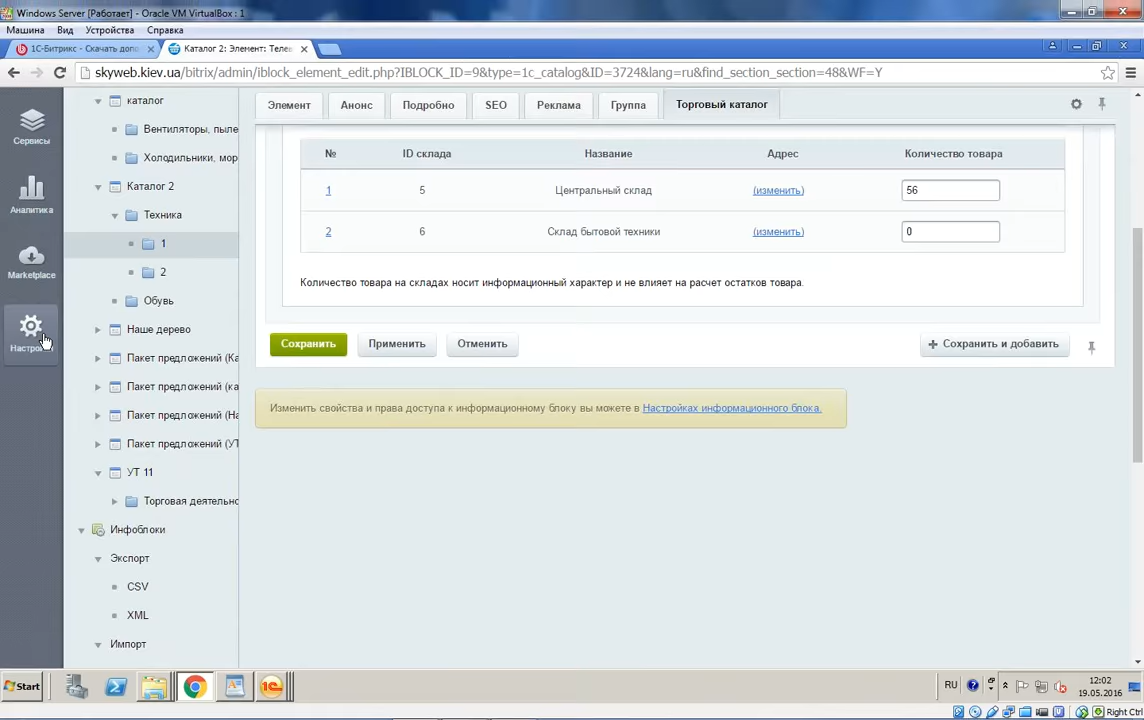 Windows Server [Работает] - Oracle VM VirtualBox : 1
Машина Вид Устройства Справка
1С-Битрикс - Скачать допо
Каталог 2: Элемент: Телев
skyweb.kiev.ua/bitrix/admin/iblock_element_edit.php?IBLOCK_ID=9&type=1c_catalog&ID=3724&lang=ru&find_section_section=48&WF=Y
Сервисы
Аналитика
Marketplace
каталог
Вентиляторы, пыле
Холодильники, мор
Каталог 2
Техника
1
2
Обувь
Наше дерево
Пакет предложений (Ка
Пакет предложений (ка
Пакет предложений (На
Пакет предложений (УТ
УТ 11
Торговая деятельно
Инфоблоки
Экспорт
CSV
XML
Импорт
Элемент Анонс Подробно SEO Реклама Группа Торговый каталог
№ ID склада Название Адрес Количество товара
1 5 Центральный склад (изменить) 56
2 6 Склад бытовой техники (изменить) 0
Количество товара на складах носит информационный характер и не влияет на расчет остатков товара.
Сохранить Применить Отменить + Сохранить и добавить
Изменить свойства и права доступа к информационному блоку вы можете в Настройках информационного блока.
Start
RU
12:02
19.05.2016
Right Ctrl